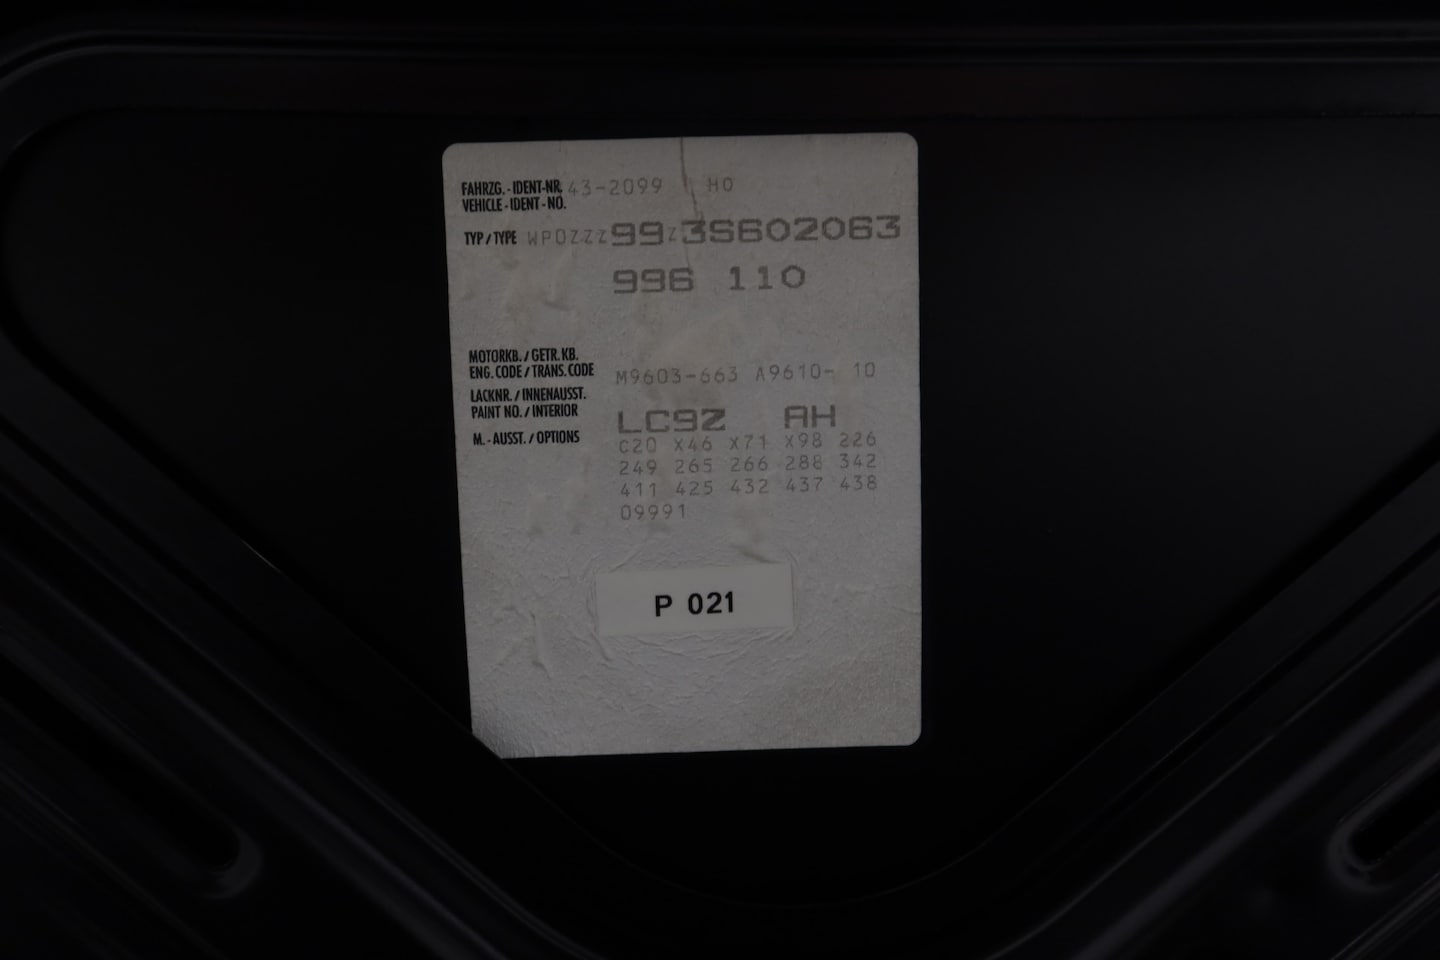 FAHRZG.-IDENT-NR. 43-2099 HO
VEHICLE-IDENT-NO.
TYP/TYPE WP0ZZZ99Z3S602063
996 110
MOTORKB./GETR.KB.
ENG.CODE/TRANS.CODE M9603-663 A9610- 10
LACKNR./INNENAUSST.
PAINT NO./INTERIOR LC9Z AH
M.-AUSST./OPTIONS C20 X46 X71 X98 226
249 265 266 288 342
411 425 432 437 438
09991
P 021